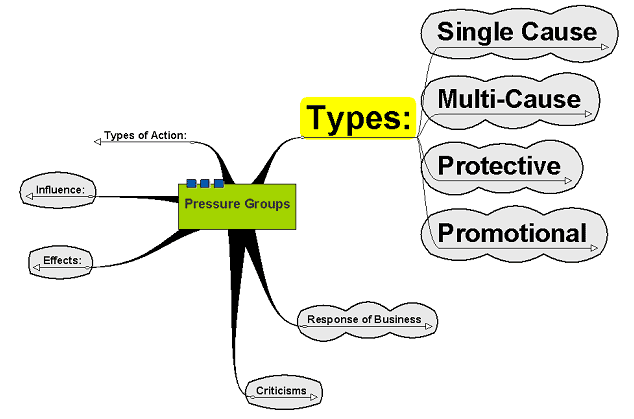 Single Cause
Multi-Cause
Types:
Protective
Promotional
Types of Action:
Influence:
Pressure Groups
Effects:
Response of Business
Criticisms